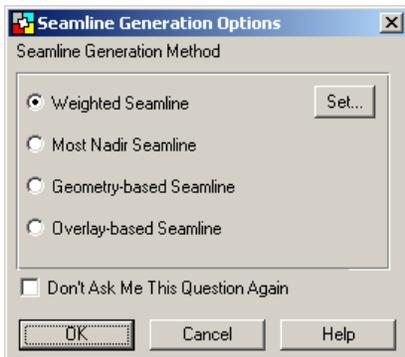 Seamline Generation Options
Seamline Generation Method
Weighted Seamline Set...
Most Nadir Seamline
Geometry-based Seamline
Overlay-based Seamline
Don't Ask Me This Question Again
OK Cancel Help